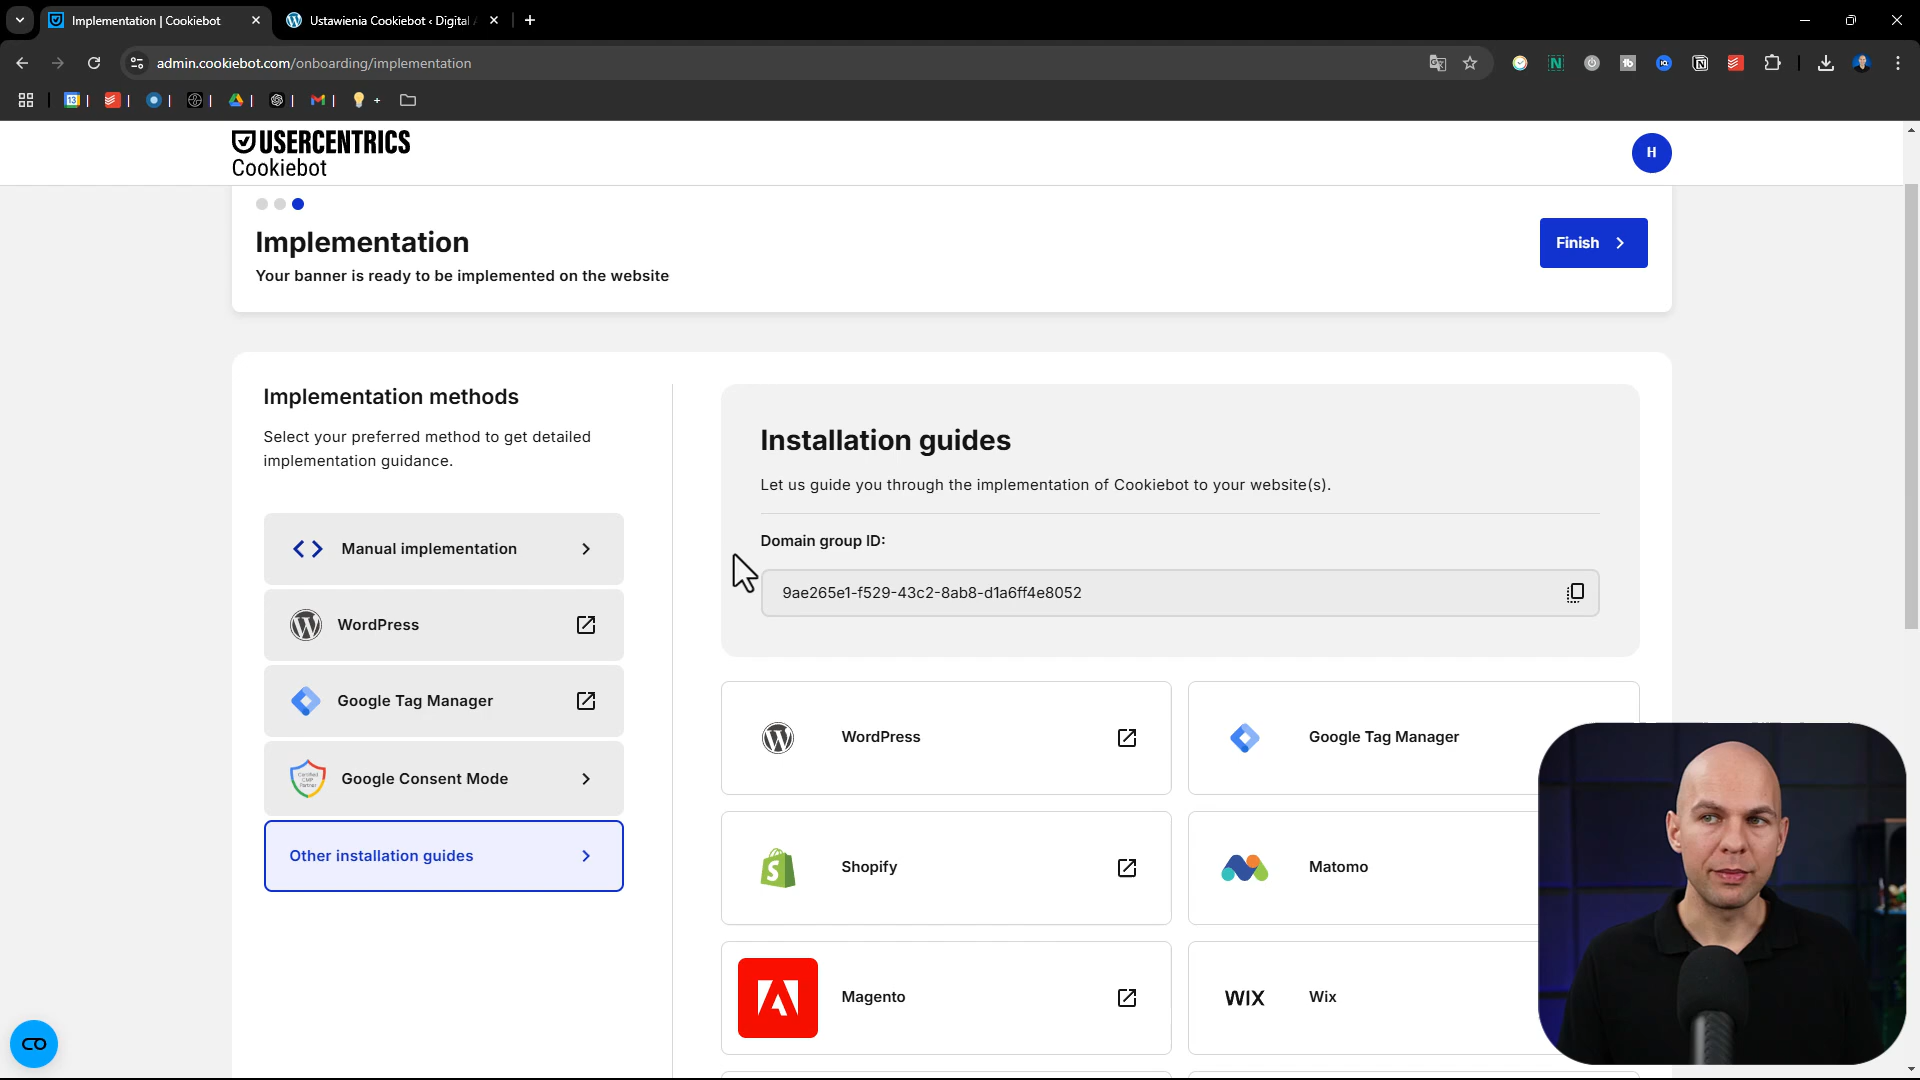 Implementation | Cookiebot
Ustawienia Cookiebot ‹ Digital
admin.cookiebot.com/onboarding/implementation
USERCENTRICS
Cookiebot
H
Implementation
Your banner is ready to be implemented on the website
Finish
Implementation methods
Select your preferred method to get detailed
implementation guidance.
Manual implementation
WordPress
Google Tag Manager
Google Consent Mode
Other installation guides
Installation guides
Let us guide you through the implementation of Cookiebot to your website(s).
Domain group ID:
9ae265e1-f529-43c2-8ab8-d1a6ff4e8052
WordPress
Google Tag Manager
Shopify
Matomo
Magento
WIX
Wix